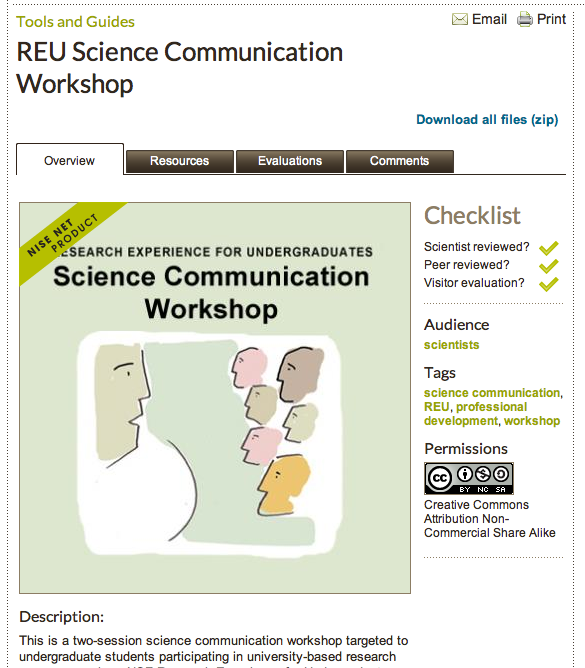 Tools and Guides
Email Print
REU Science Communication
Workshop
Download all files (zip)
Overview Resources Evaluations Comments
NISE NET
PRODUCT
ESEARCH EXPERIENCE FOR UNDERGRADUATES
Science Communication
Workshop
Checklist
Scientist reviewed?
Peer reviewed?
Visitor evaluation?
Audience
scientists
Tags
science communication,
REU, professional
development, workshop
Permissions
cc
BY NC SA
Creative Commons
Attribution Non-
Commercial Share Alike
Description:
This is a two-session science communication workshop targeted to
undergraduate students participating in university-based research